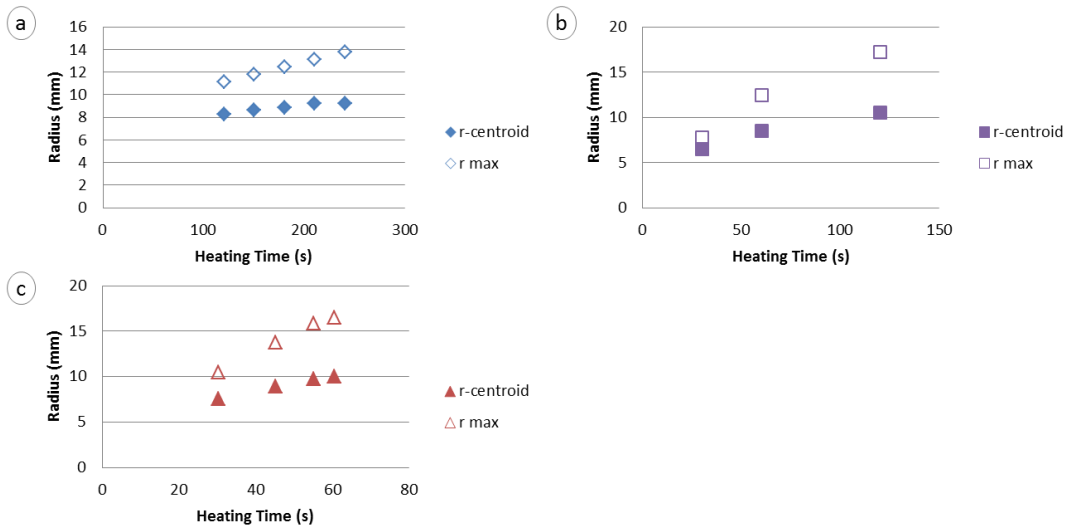 a
16
14
12
10
8
6
4
2
0
Radius (mm)
0 100 200 300
Heating Time (s)
r-centroid
r max
b
20
15
10
5
0
Radius (mm)
0 50 100 150
Heating Time (s)
r-centroid
r max
c
20
15
10
5
0
Radius (mm)
0 20 40 60 80
Heating Time (s)
r-centroid
r max